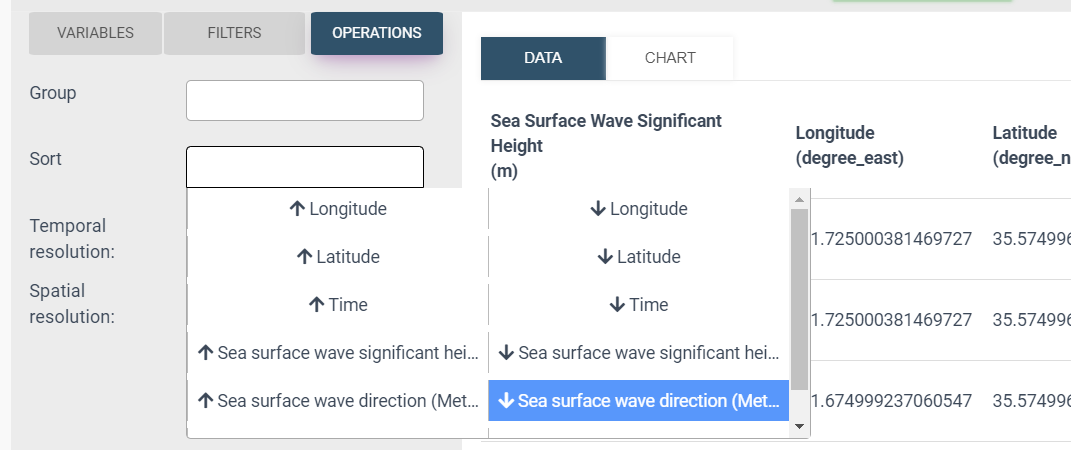 VARIABLES FILTERS OPERATIONS
DATA CHART
Group
Sea Surface Wave Significant
Height
(m)
Longitude
(degree_east)
Latitude
(degree_n
Sort
↑ Longitude ↓ Longitude
↑ Latitude ↓ Latitude
↑ Time ↓ Time
↑ Sea surface wave significant hei... ↓ Sea surface wave significant hei...
↑ Sea surface wave direction (Met... ↓ Sea surface wave direction (Met...
Temporal
resolution:
Spatial
resolution:
1.725000381469727 35.574996
1.725000381469727 35.574996
1.674999237060547 35.574996